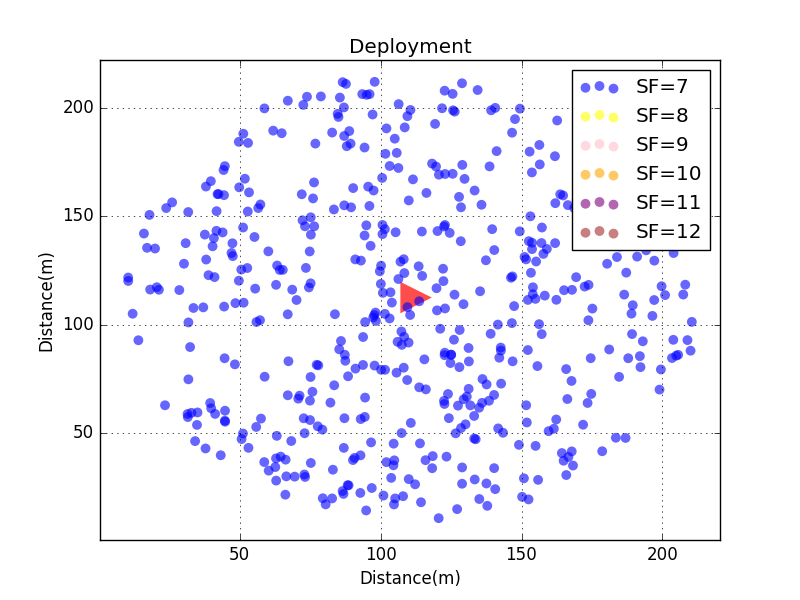 Deployment
SF=7
SF=8
SF=9
SF=10
SF=11
SF=12
200
150
100
50
Distance(m)
50
100
150
200
Distance(m)